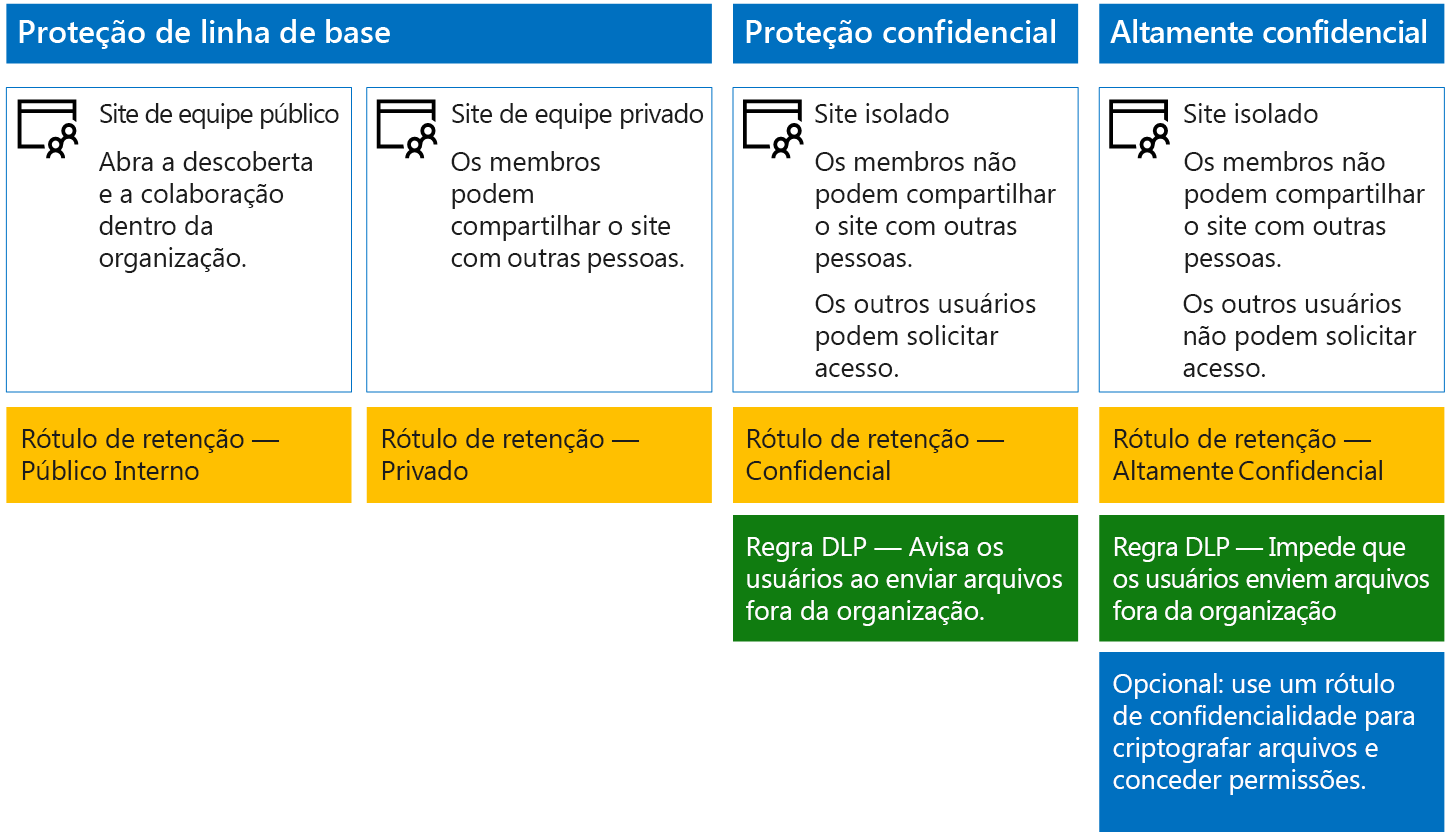 Proteção de linha de base
Proteção confidencial
Altamente confidencial
Site de equipe público
Abra a descoberta
e a colaboração
dentro da
organização.
Site de equipe privado
Os membros
podem
compartilhar o site
com outras pessoas.
Site isolado
Os membros não
podem compartilhar
o site com outras
pessoas.
Os outros usuários
podem solicitar
acesso.
Site isolado
Os membros não
podem compartilhar
o site com outras
pessoas.
Os outros usuários
não podem solicitar
acesso.
Rótulo de retenção —
Público Interno
Rótulo de retenção —
Privado
Rótulo de retenção —
Confidencial
Rótulo de retenção —
Altamente Confidencial
Regra DLP — Avisa os
usuários ao enviar arquivos
fora da organização.
Regra DLP — Impede que
os usuários enviem arquivos
fora da organização
Opcional: use um rótulo
de confidencialidade para
criptografar arquivos e
conceder permissões.